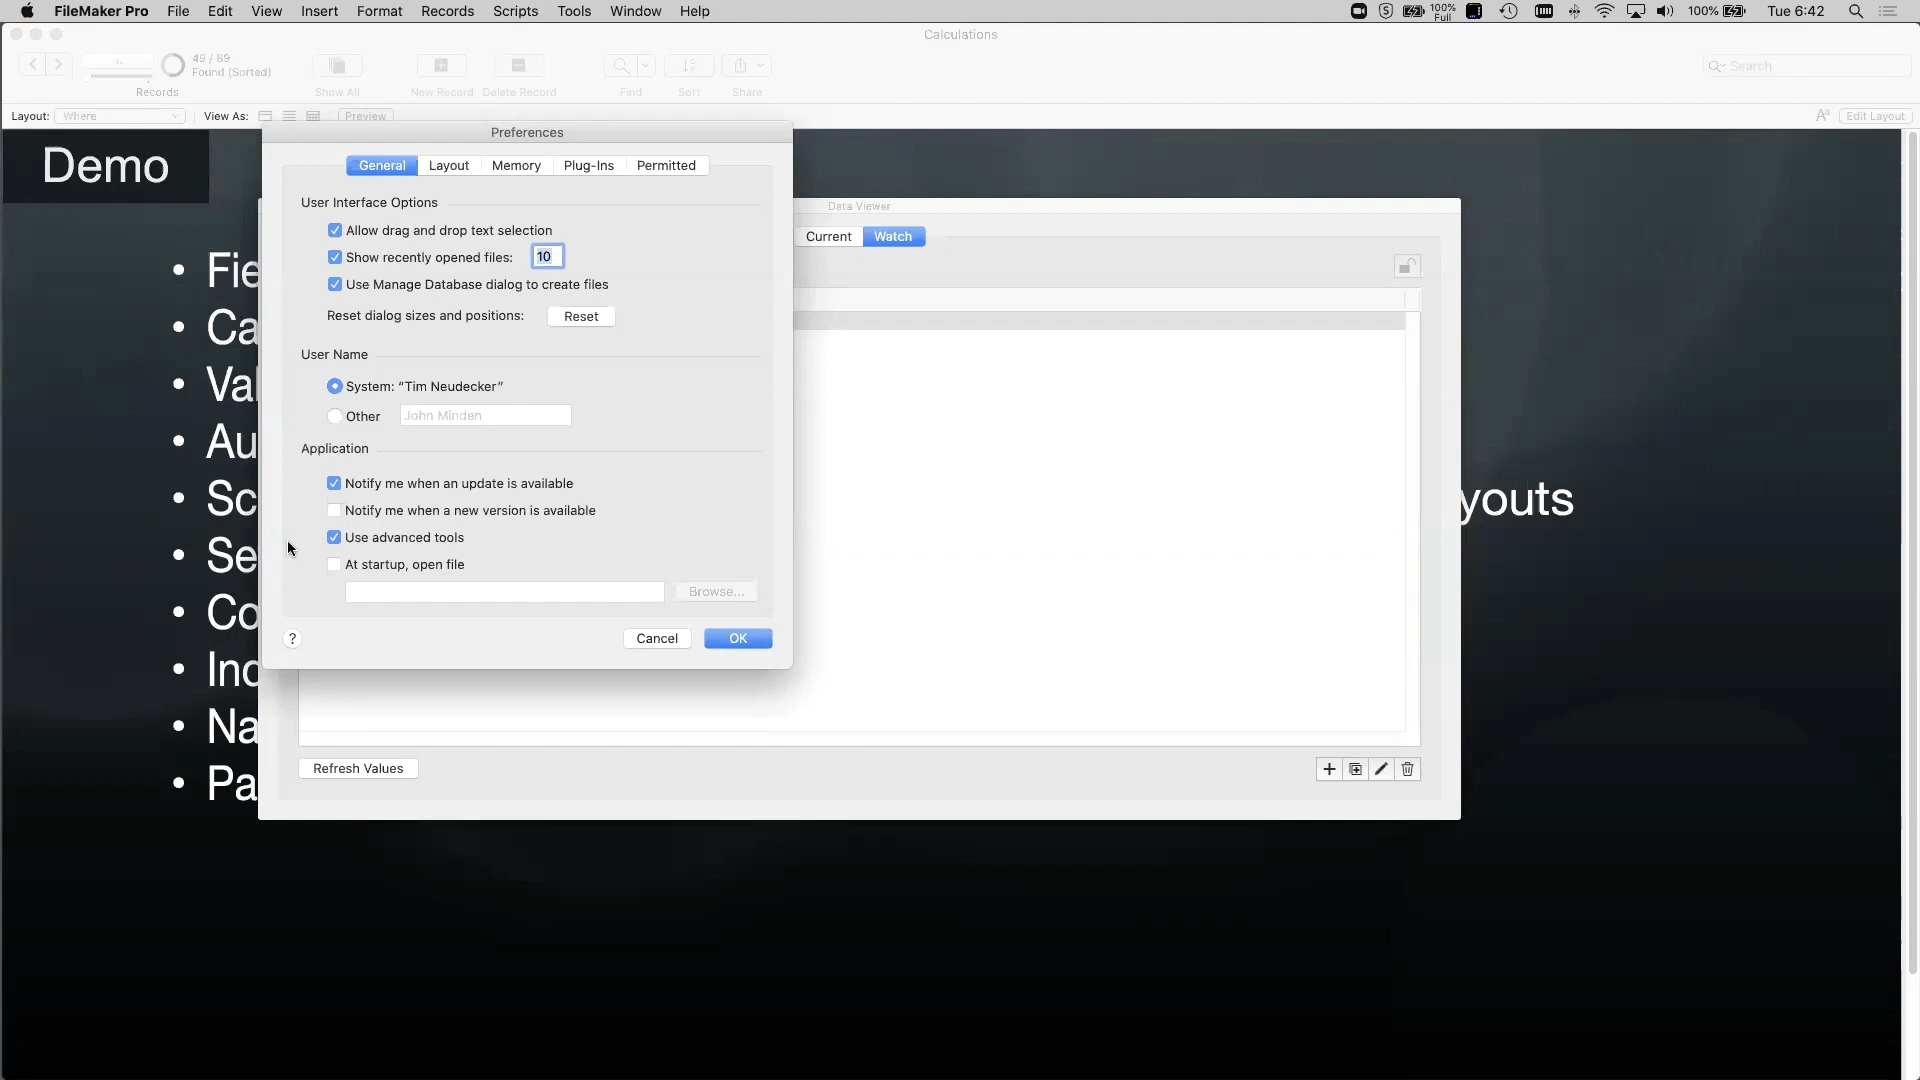 FileMaker Pro File Edit View Insert Format Records Scripts Tools Window Help 100% Full 100% Tue 6:42
Calculations
49 / 89
Found (Sorted)
Search
Records Show All New Record Delete Record Find Sort Share
Layout: Where View As: Preview Aa Edit Layout
Demo
Preferences
General Layout Memory Plug-Ins Permitted
User Interface Options
Allow drag and drop text selection
Show recently opened files: 10
Use Manage Database dialog to create files
Reset dialog sizes and positions: Reset
User Name
System: “Tim Neudecker”
Other John Minden
Application
Notify me when an update is available
Notify me when a new version is available
Use advanced tools
At startup, open file
Browse...
? Cancel OK
Data Viewer
Current Watch
Refresh Values
• Fie
• Ca
• Val
• Au
• Sc
youts
• Se
• Co
• Ind
• Na
• Pa